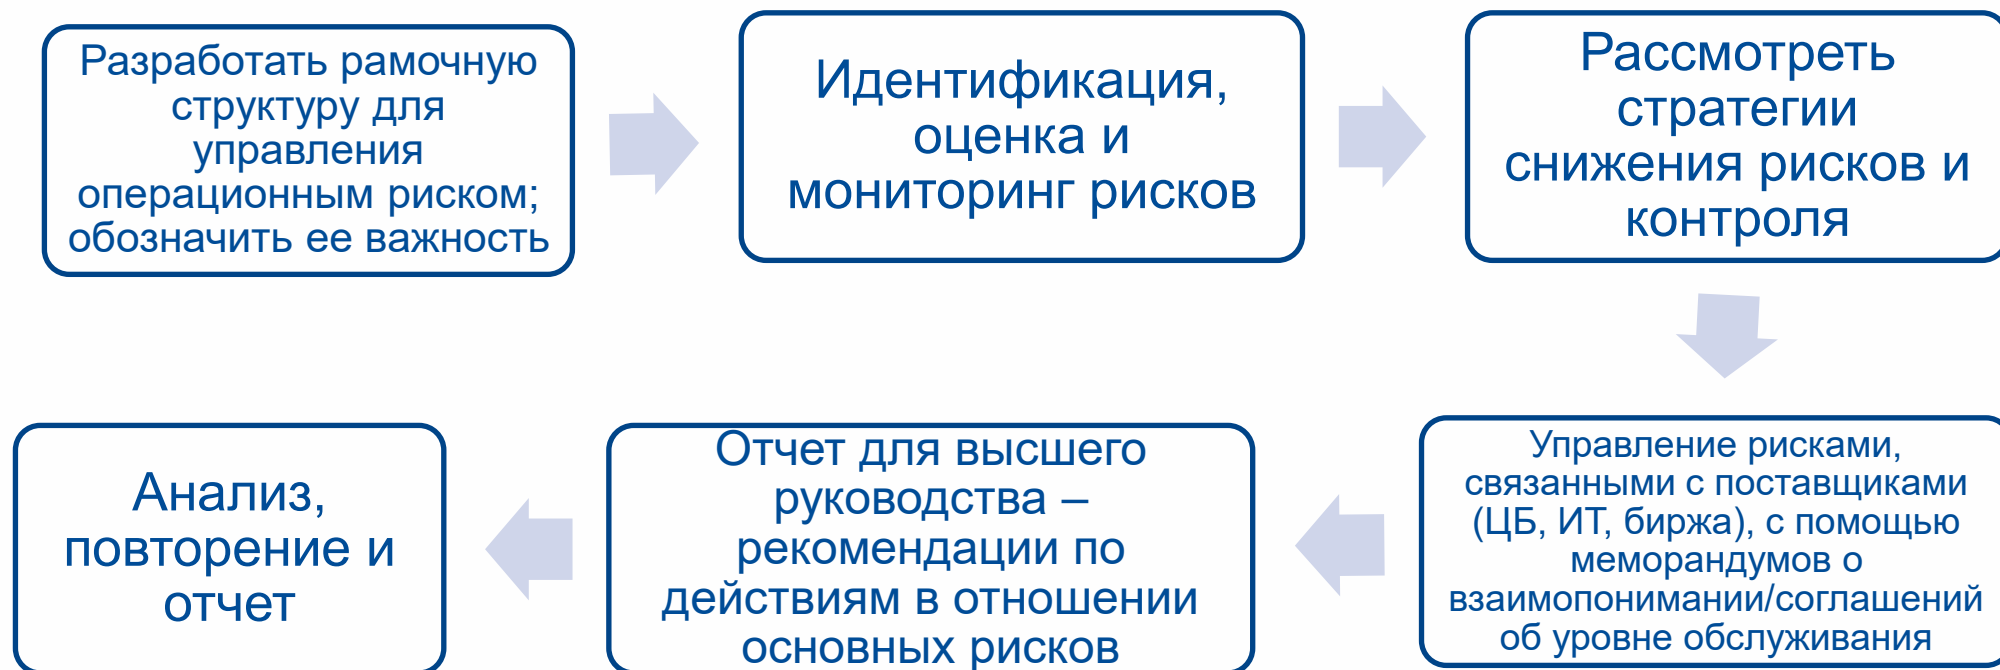 Разработать рамочную
структуру для
управления
операционным риском;
обозначить ее важность
Идентификация,
оценка и
мониторинг рисков
Рассмотреть
стратегии
снижения рисков и
контроля
Управление рисками,
связанными с поставщиками
(ЦБ, ИТ, биржа), с помощью
меморандумов о
взаимопонимании/соглашений
об уровне обслуживания
Отчет для высшего
руководства –
рекомендации по
действиям в отношении
основных рисков
Анализ,
повторение и
отчет